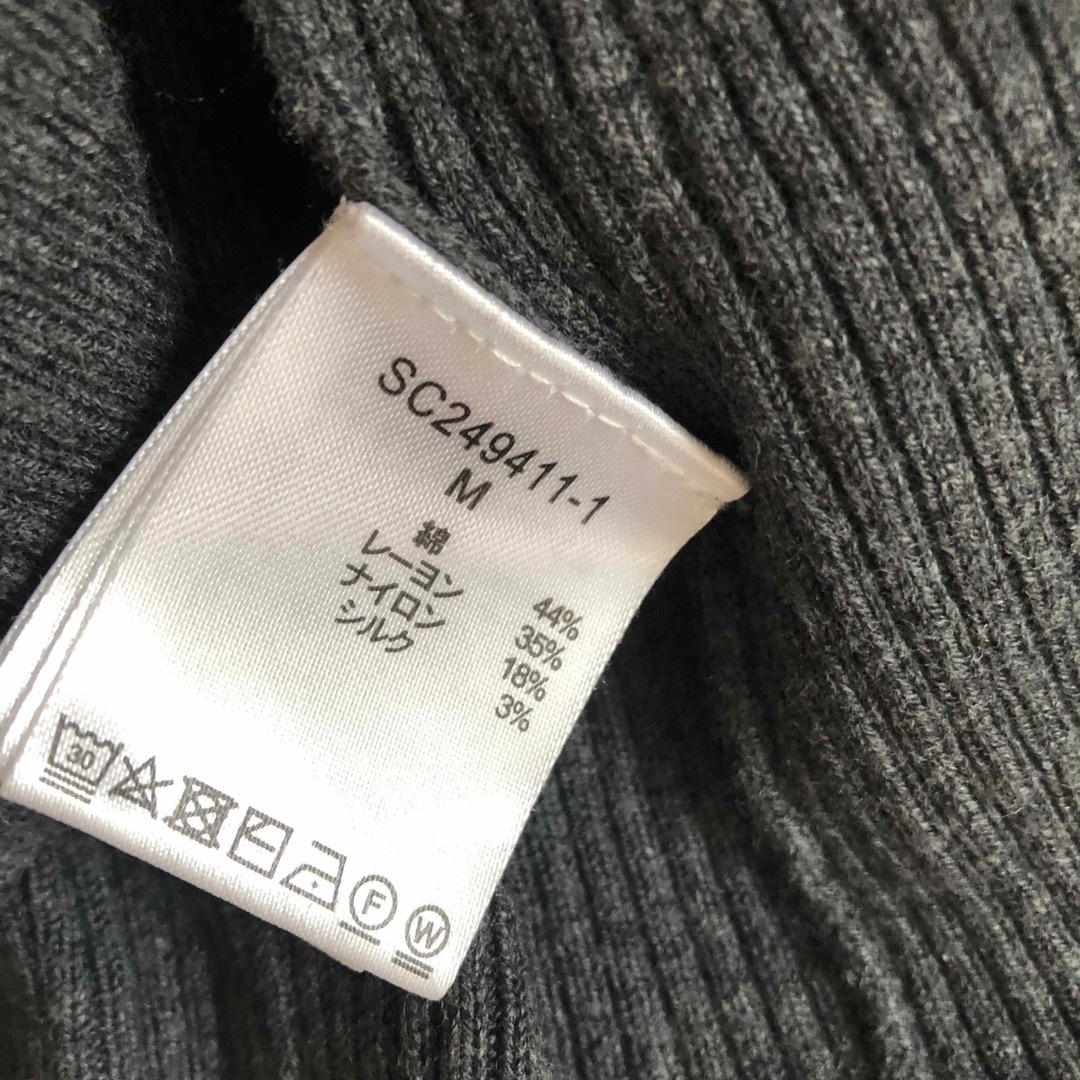 SC249411-1
M
綿 44%
レーヨン 35%
ナイロン 18%
シルク 3%
30
F
W